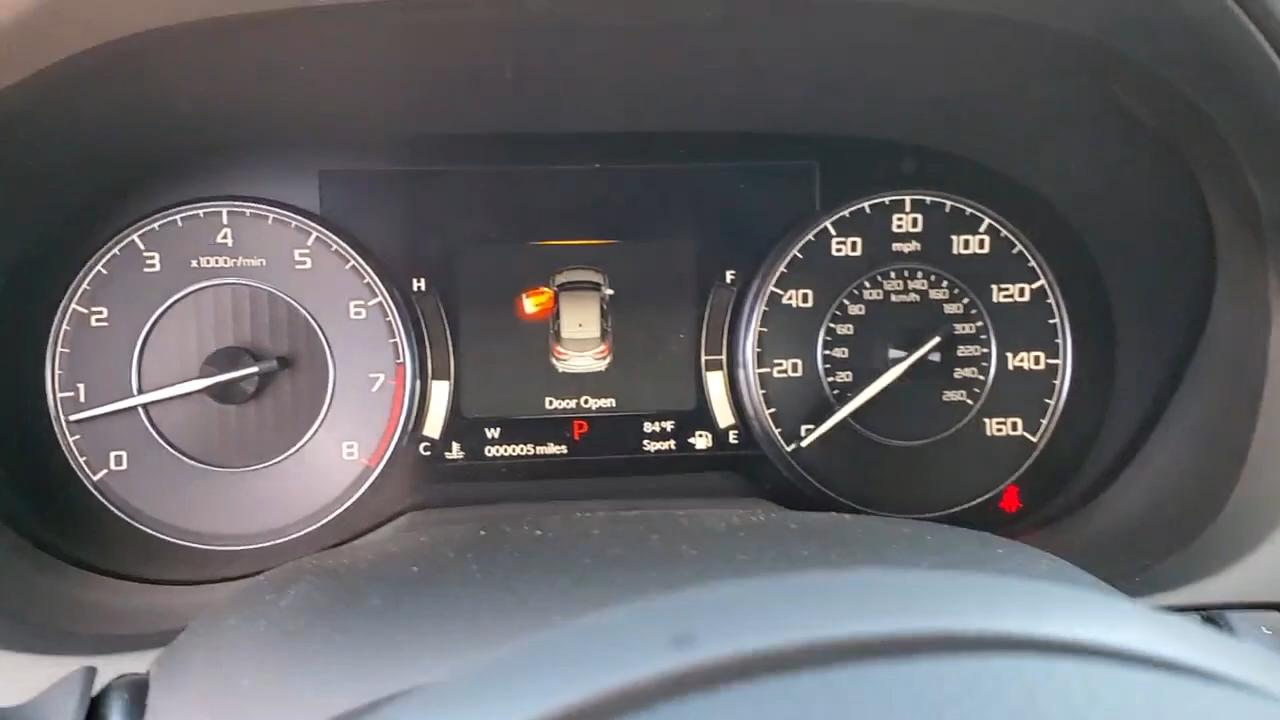 0
1
2
3
4
5
6
7
8
x1000r/min
H
C
Door Open
W
P
84°F
000005 miles
Sport
F
E
20
40
60
80
100
120
140
160
mph
20
40
60
80
100
120
140
160
180
220
240
260
km/h